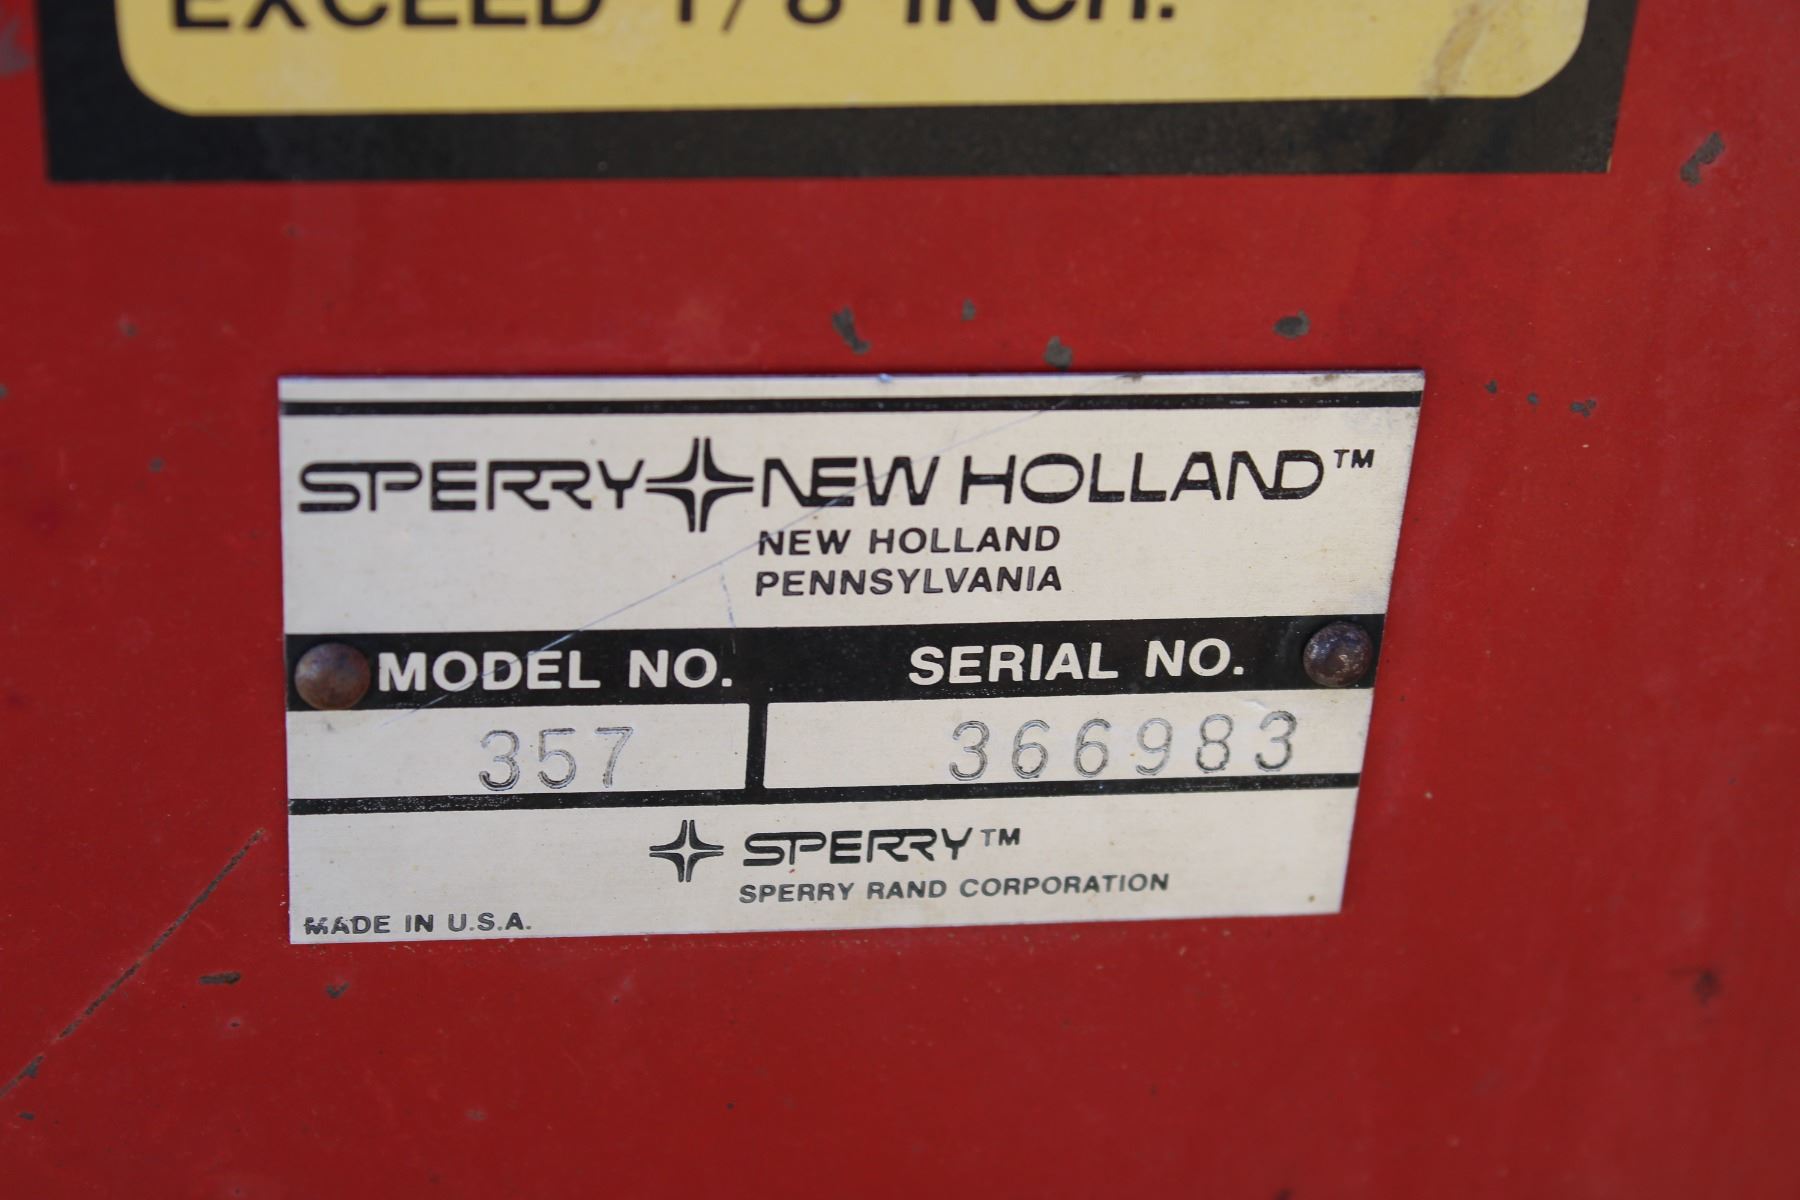 EXCEED 1/8 INCH.
SPERRY NEW HOLLAND™
NEW HOLLAND
PENNSYLVANIA
MODEL NO. SERIAL NO.
357 366983
SPERRY™
SPERRY RAND CORPORATION
MADE IN U.S.A.